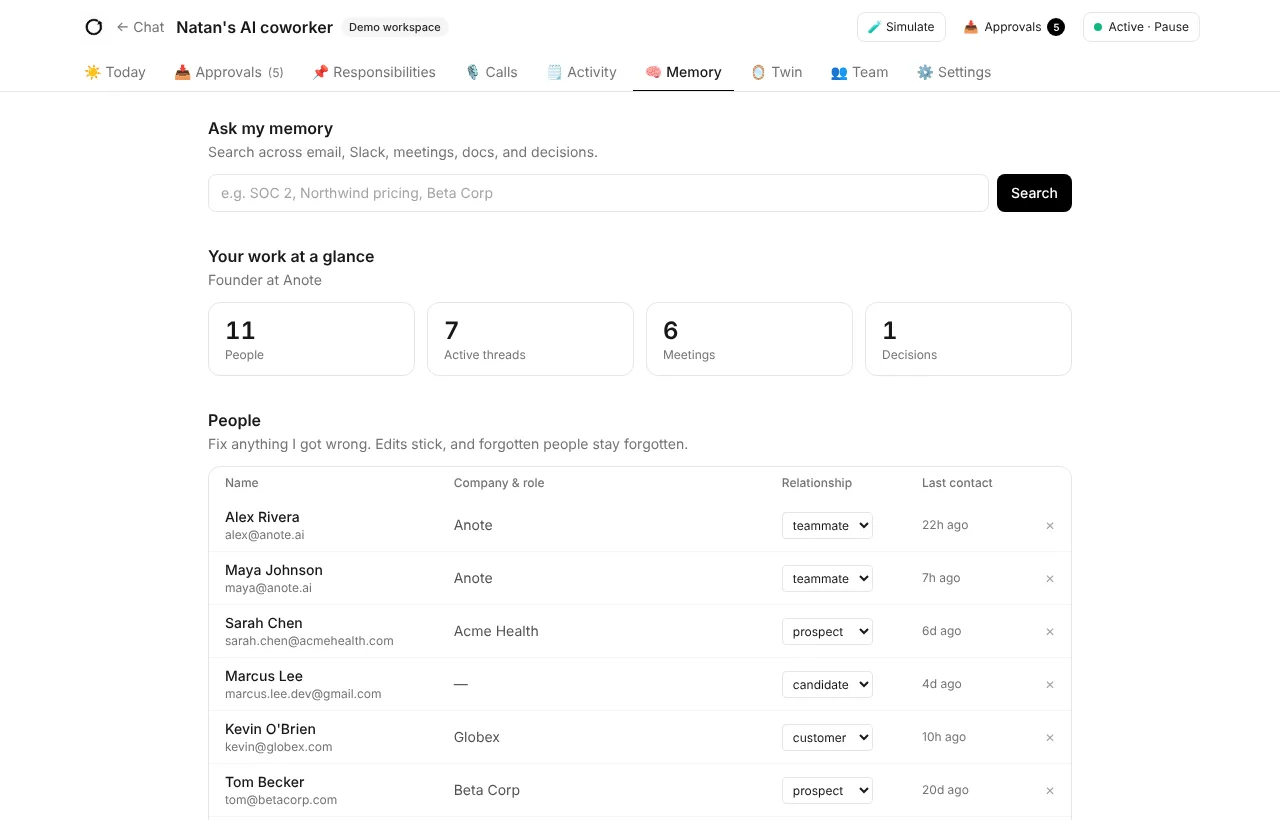 ← Chat Natan's AI coworker Demo workspace Simulate Approvals 5 Active · Pause
Today Approvals (5) Responsibilities Calls Activity Memory Twin Team Settings
Ask my memory
Search across email, Slack, meetings, docs, and decisions.
e.g. SOC 2, Northwind pricing, Beta Corp Search
Your work at a glance
Founder at Anote
11 7 6 1
People Active threads Meetings Decisions
People
Fix anything I got wrong. Edits stick, and forgotten people stay forgotten.
Name Company & role Relationship Last contact
Alex Rivera
alex@anote.ai Anote teammate 22h ago ×
Maya Johnson
maya@anote.ai Anote teammate 7h ago ×
Sarah Chen
sarah.chen@acmehealth.com Acme Health prospect 6d ago ×
Marcus Lee
marcus.lee.dev@gmail.com — candidate 4d ago ×
Kevin O'Brien
kevin@globex.com Globex customer 10h ago ×
Tom Becker
tom@betacorp.com Beta Corp prospect 20d ago ×